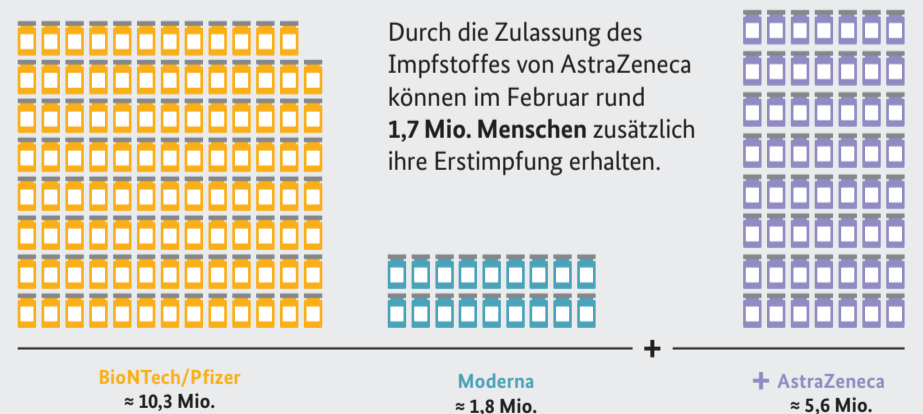 Durch die Zulassung des
Impfstoffes von AstraZeneca
können im Februar rund
1,7 Mio. Menschen zusätzlich
ihre Erstimpfung erhalten.
+
BioNTech/Pfizer
≈ 10,3 Mio.
Moderna
≈ 1,8 Mio.
+ AstraZeneca
≈ 5,6 Mio.